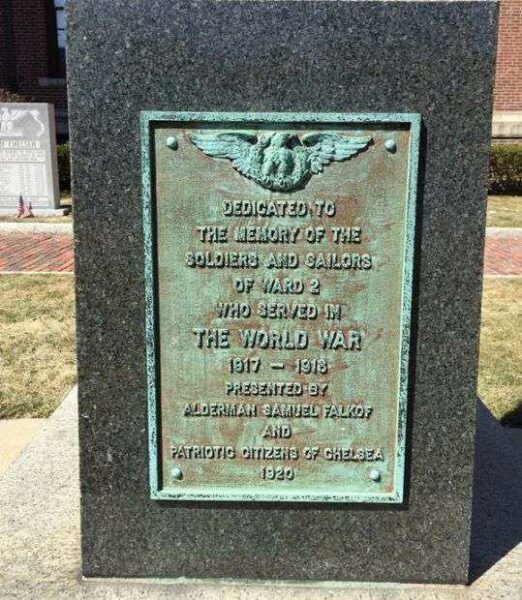 DEDICATED TO
THE MEMORY OF THE
SOLDIERS AND SAILORS
OF WARD 2
WHO SERVED IN
THE WORLD WAR
1917 — 1918
PRESENTED BY
ALDERMAN SAMUEL FALKOF
AND
PATRIOTIC CITIZENS OF CHELSEA
1920